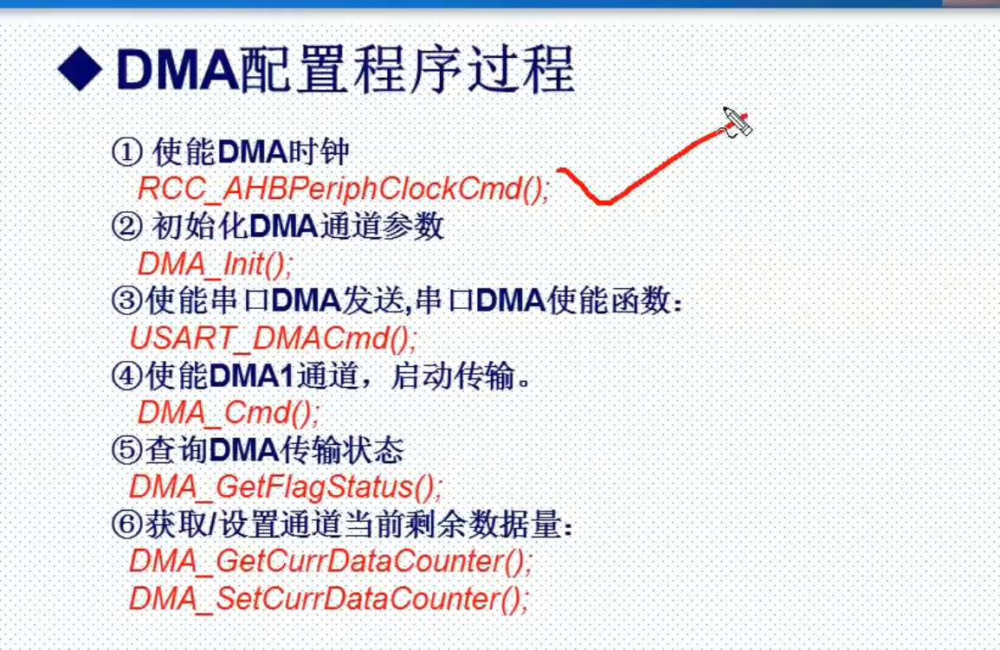 ◆ DMA配置程序过程
① 使能DMA时钟
RCC_AHBPeriphClockCmd();
② 初始化DMA通道参数
DMA_Init();
③使能串口DMA发送,串口DMA使能函数：
USART_DMACmd();
④使能DMA1通道，启动传输。
DMA_Cmd();
⑤查询DMA传输状态
DMA_GetFlagStatus();
⑥获取/设置通道当前剩余数据量：
DMA_GetCurrDataCounter();
DMA_SetCurrDataCounter();